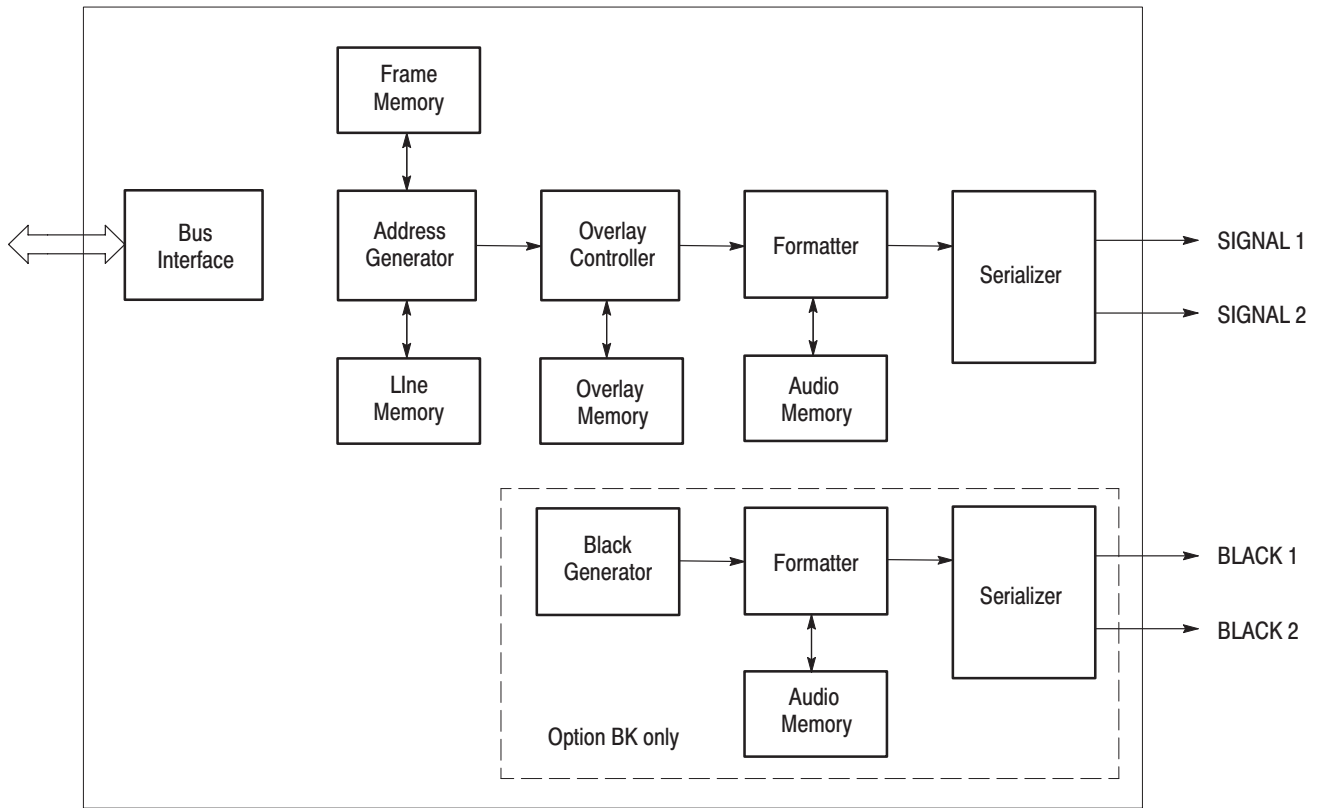 Frame
Memory
Bus
Interface
Address
Generator
Overlay
Controller
Formatter
Serializer
SIGNAL 1
SIGNAL 2
LIne
Memory
Overlay
Memory
Audio
Memory
Black
Generator
Formatter
Serializer
BLACK 1
BLACK 2
Audio
Memory
Option BK only